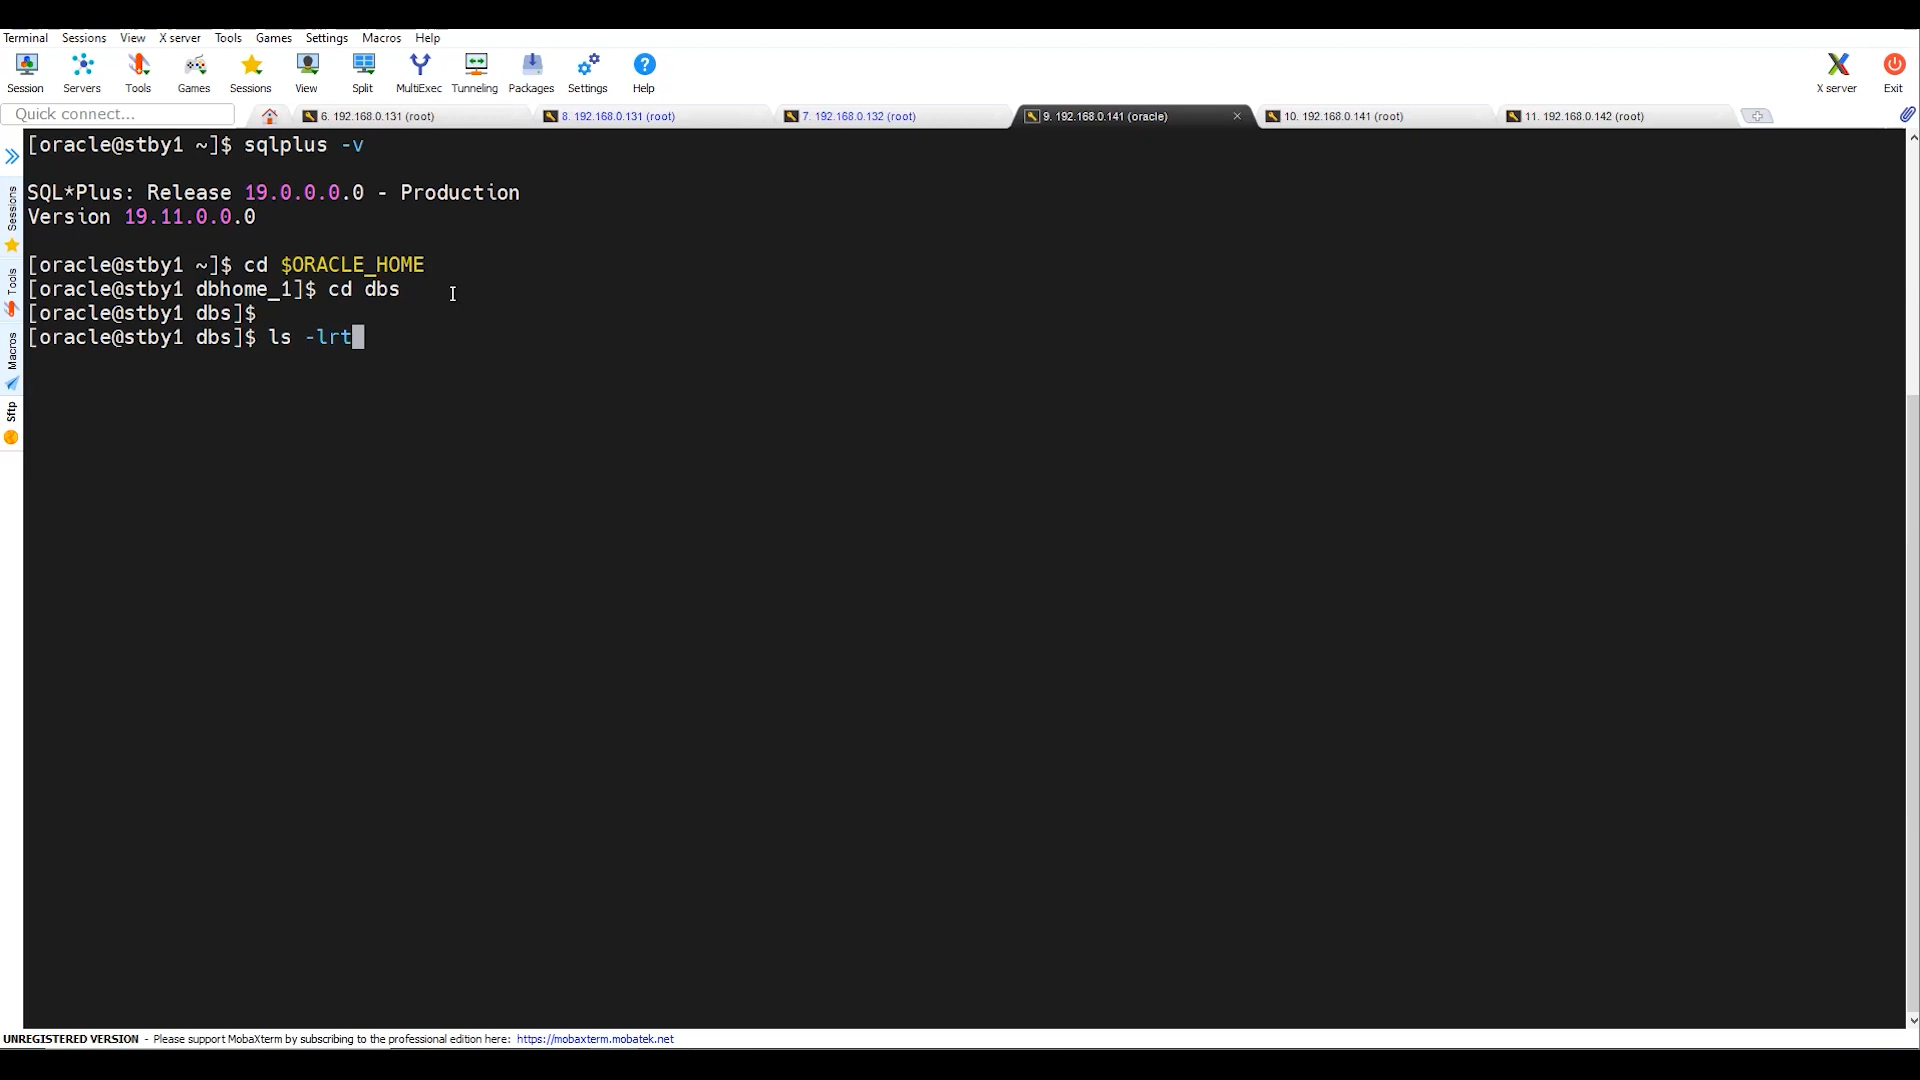 Terminal Sessions View X server Tools Games Settings Macros Help
Session Servers Tools Games Sessions View Split MultiExec Tunneling Packages Settings Help X server Exit
Quick connect...
6. 192.168.0.131 (root)
8. 192.168.0.131 (root)
7. 192.168.0.132 (root)
9. 192.168.0.141 (oracle)
10. 192.168.0.141 (root)
11. 192.168.0.142 (root)
Sessions
Tools
Macros
Sftp
[oracle@stby1 ~]$ sqlplus -v
SQL*Plus: Release 19.0.0.0.0 - Production
Version 19.11.0.0.0
[oracle@stby1 ~]$ cd $ORACLE_HOME
[oracle@stby1 dbhome_1]$ cd dbs
[oracle@stby1 dbs]$
[oracle@stby1 dbs]$ ls -lrt
UNREGISTERED VERSION - Please support MobaXterm by subscribing to the professional edition here: https://mobaxterm.mobatek.net